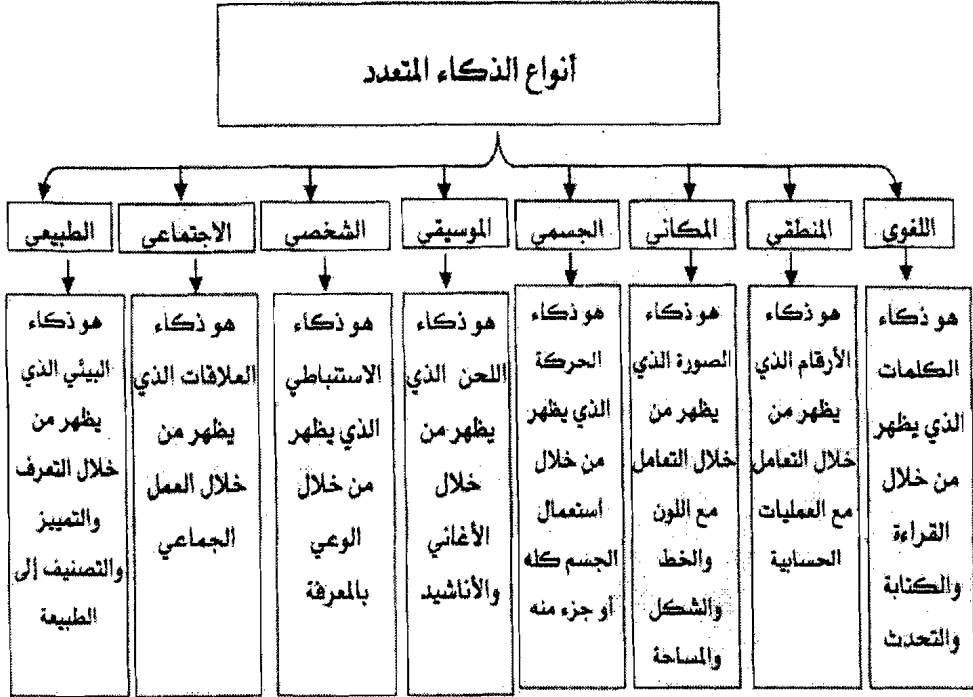 أنواع الذكاء المتعدد
اللغوي
المنطقي
المكاني
الجسمي
الموسيقي
الشخصي
الاجتماعي
الطبيعي
هو ذكاء
الكلمات
الذي يظهر
من خلال
القراءة
والكتابة
والتحدث
هو ذكاء
الأرقام الذي
يظهر من
خلال التعامل
مع العمليات
الحسابية
هو ذكاء
الصورة الذي
يظهر من
خلال التعامل
مع اللون
والخط
والشكل
والمساحة
هو ذكاء
الحركة
الذي يظهر
من خلال
أستعمال
الجسم كله
أو جزء منه
هو ذكاء
اللحن الذي
يظهر من
خلال
الأغاني
والأناشيد
هو ذكاء
الاستنباطي
الذي يظهر
من خلال
الوعي
بالمعرفة
هو ذكاء
العلاقات الذي
يظهر من
خلال العمل
الجماعي
هو ذكاء
البيئي الذي
يظهر من
خلال التعرف
والتمييز
والتصنيف إلى
الطبيعة